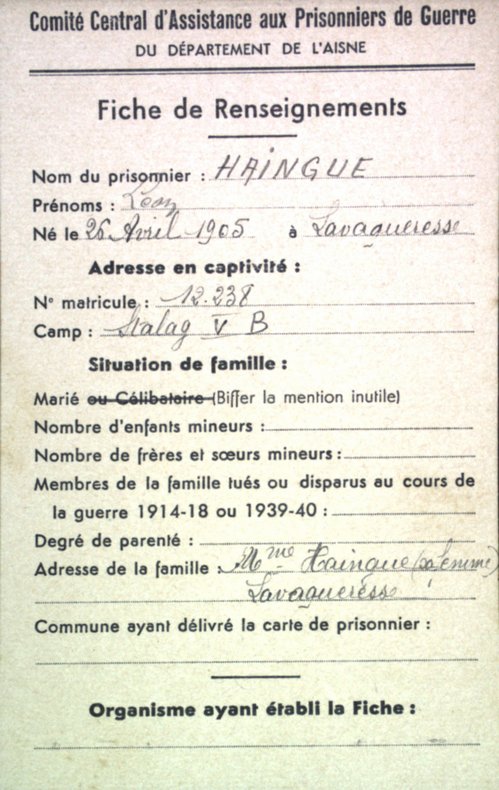 Comité Central d'Assistance aux Prisonniers de Guerre
DU DÉPARTEMENT DE L'AISNE
Fiche de Renseignements
Nom du prisonnier : HAINGUE
Prénoms : Léon
Né le 26 Avril 1905 à Lavaqueresse
Adresse en captivité :
N° matricule : 12.238
Camp : Stalag V B
Situation de famille :
Marié ou Célibataire (Biffer la mention inutile)
Nombre d'enfants mineurs :
Nombre de frères et sœurs mineurs :
Membres de la famille tués ou disparus au cours de
la guerre 1914-18 ou 1939-40 :
Degré de parenté :
Adresse de la famille : Mme Haingue (sa femme)
Lavaqueresse
Commune ayant délivré la carte de prisonnier :
Organisme ayant établi la Fiche :